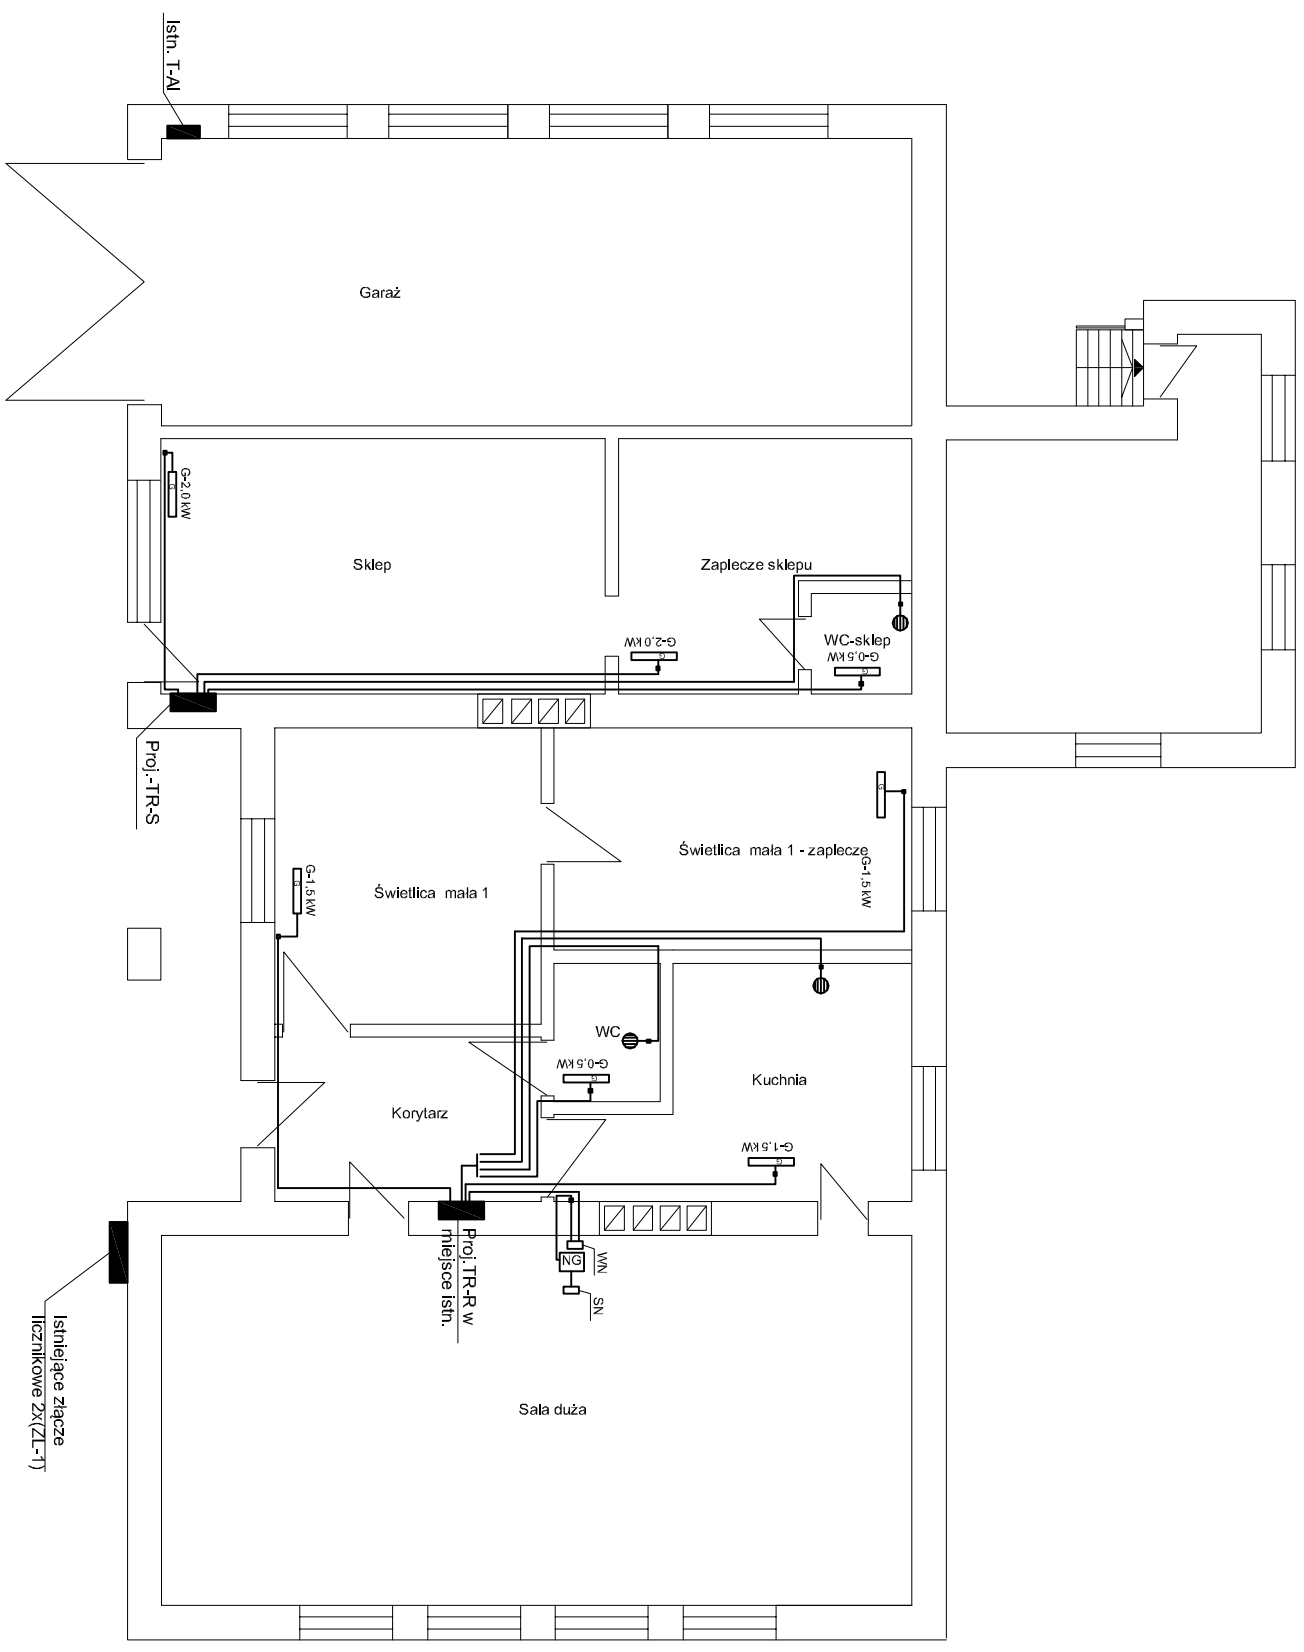 Istn. T-Al
Garaż
G-2,0 kW
G
Sklep
Zaplecze sklepu
WC-sklep
G-2,0 kW
G
G-0,5 kW
G
Proj.-TR-S
G
Świetlica mała 1 - zaplecze
G-1,5 kW
G-1,5 kW
G
Świetlica mała 1
WC
G-0,5 kW
G
Kuchnia
Korytarz
G-1,5 kW
G
Proj.TR-R w
miejsce istn.
WN
NG
SN
Istniejące złącze
licznikowe 2x(ZL-1)
Sala duża